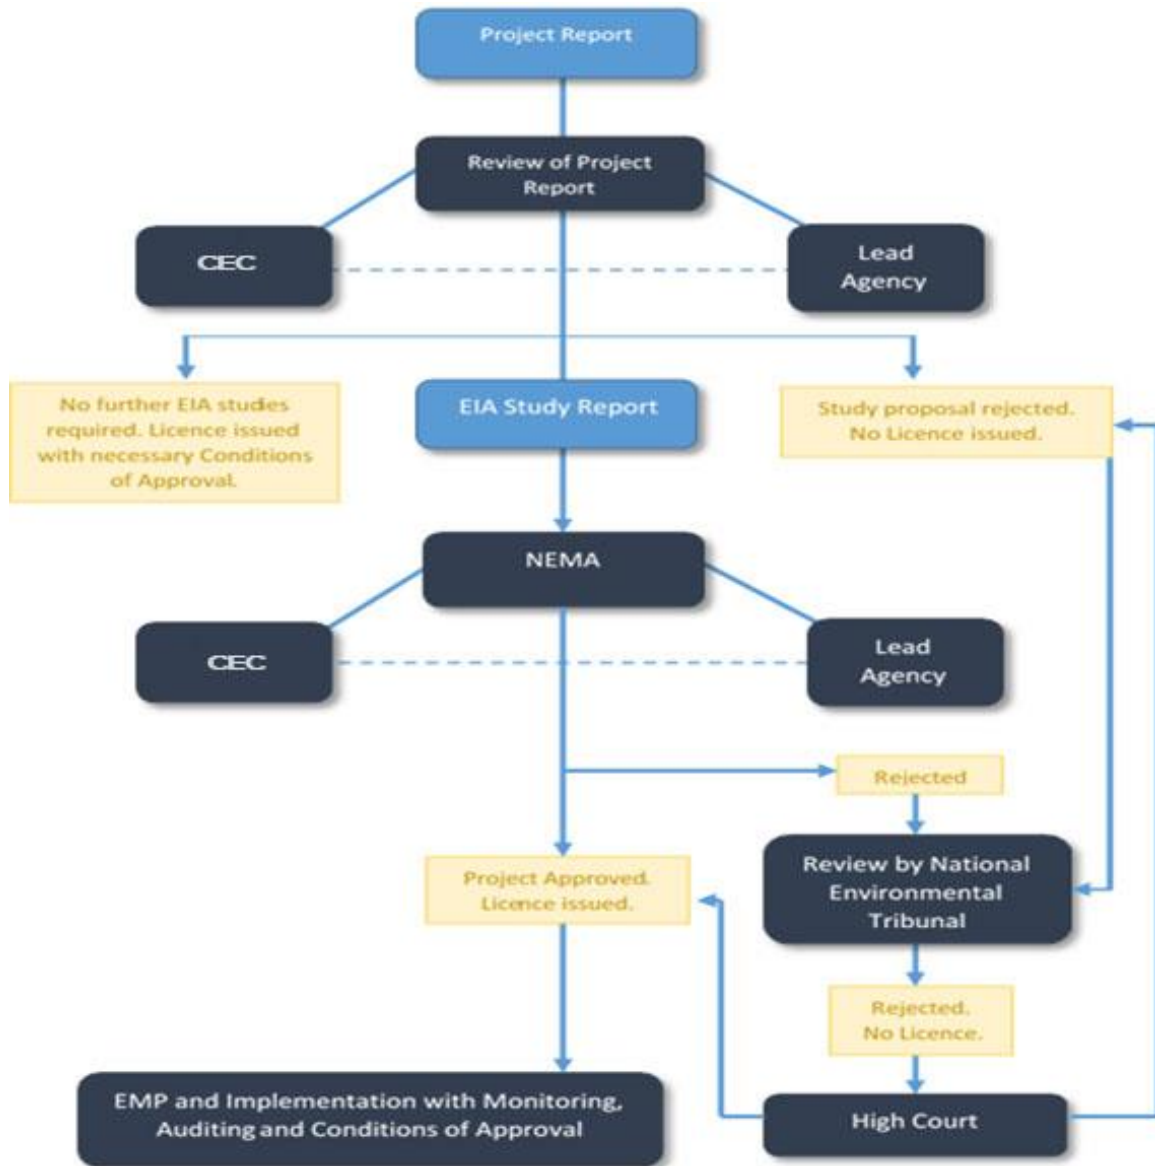 Project Report
Review of Project
Report
CEC
Lead
Agency
No further EIA studies
required. Licence issued
with necessary Conditions
of Approval.
EIA Study Report
Study proposal rejected.
No Licence issued.
NEMA
CEC
Lead
Agency
Rejected
Project Approved.
Licence issued.
Review by National
Environmental
Tribunal
Rejected.
No Licence.
EMP and Implementation with Monitoring,
Auditing and Conditions of Approval
High Court